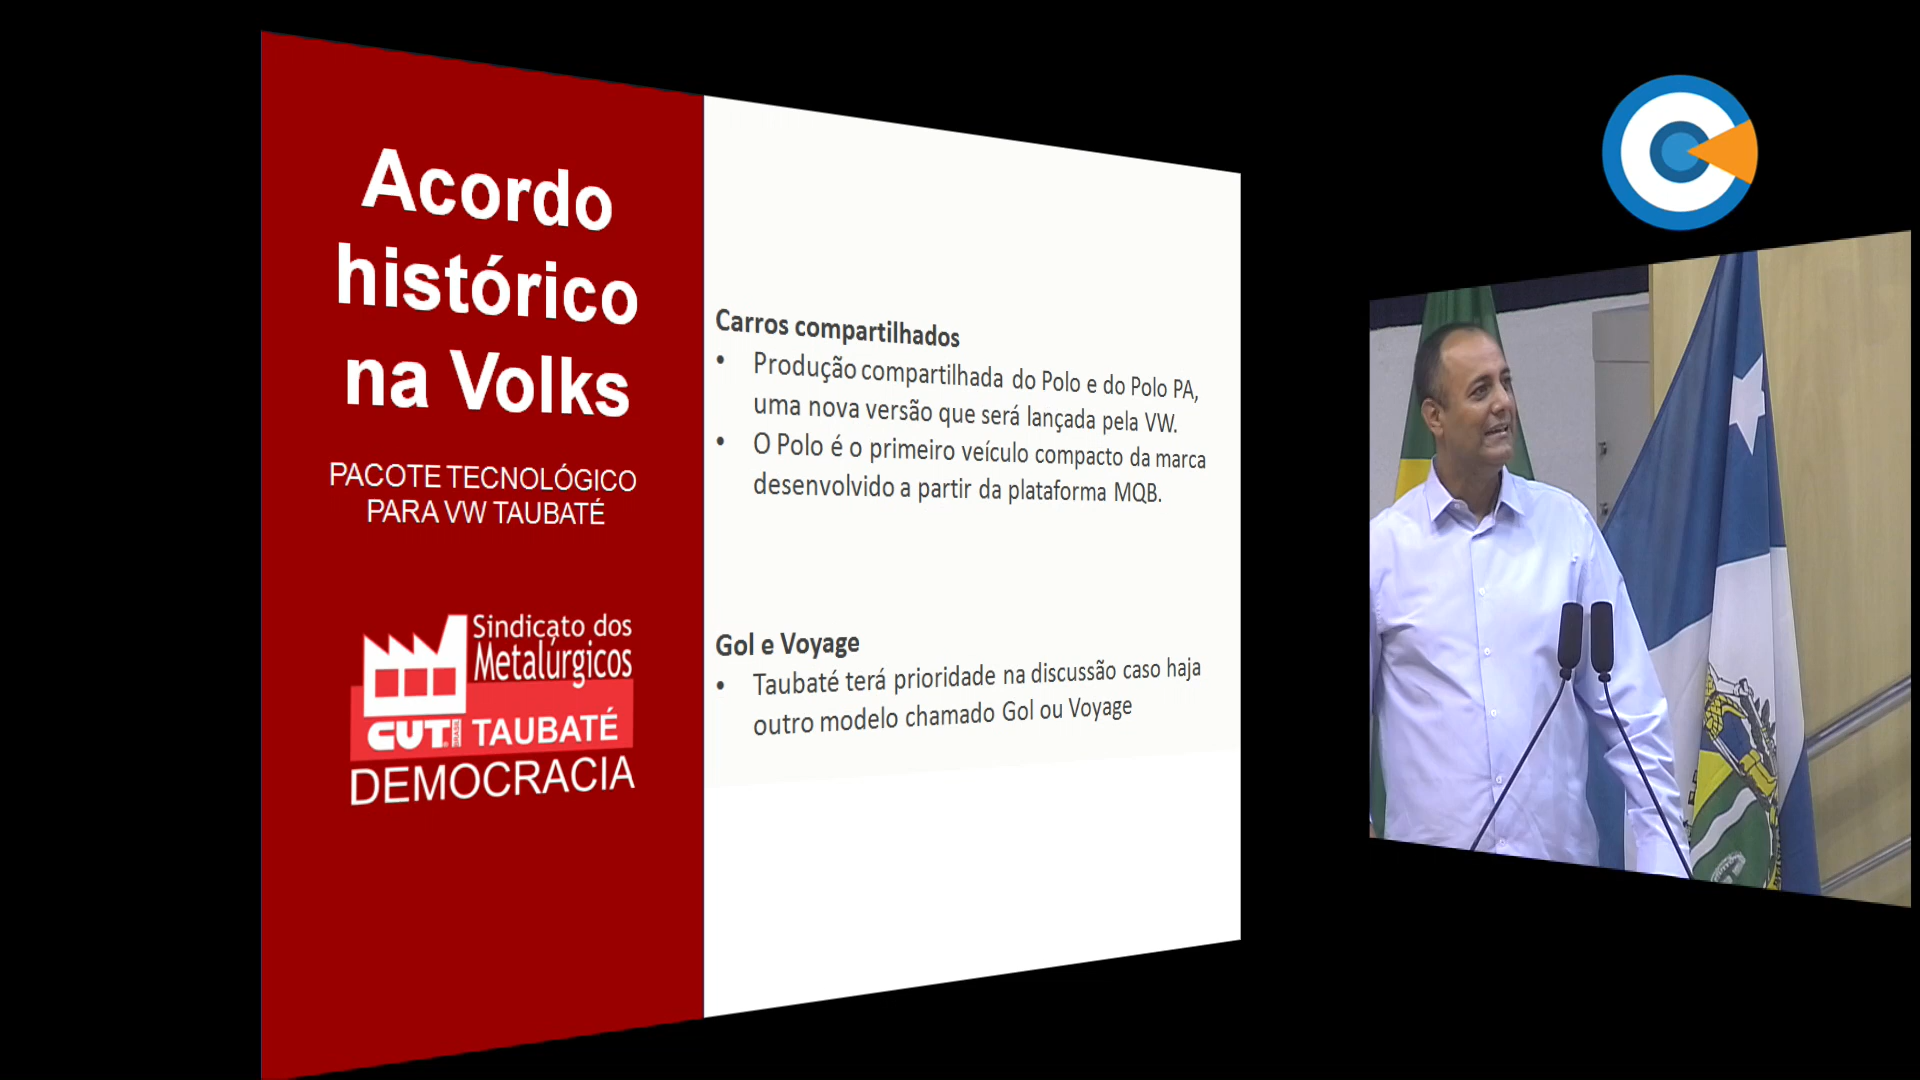 Acordo
histórico
na Volks
PACOTE TECNOLÓGICO
PARA VW TAUBATÉ
Sindicato dos
Metalúrgicos
CUT BRASIL TAUBATÉ
DEMOCRACIA
Carros compartilhados
• Produção compartilhada do Polo e do Polo PA,
uma nova versão que será lançada pela VW.
• O Polo é o primeiro veículo compacto da marca
desenvolvido a partir da plataforma MQB.
Gol e Voyage
• Taubaté terá prioridade na discussão caso haja
outro modelo chamado Gol ou Voyage